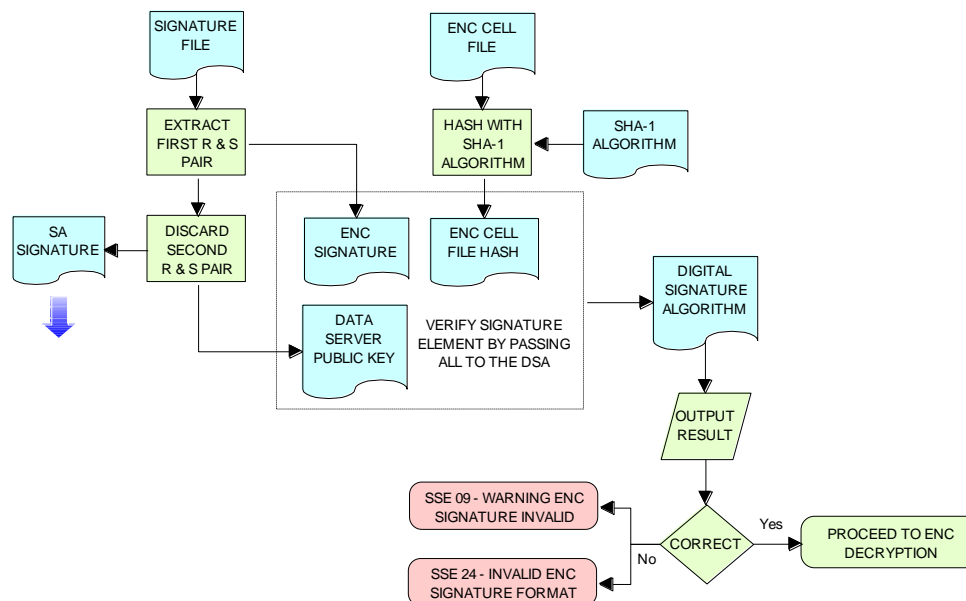 SIGNATURE
FILE
ENC CELL
FILE
EXTRACT
FIRST R & S
PAIR
HASH WITH
SHA-1
ALGORITHM
SHA-1
ALGORITHM
SA
SIGNATURE
DISCARD
SECOND
R & S PAIR
ENC
SIGNATURE
ENC CELL
FILE HASH
DIGITAL
SIGNATURE
ALGORITHM
DATA
SERVER
PUBLIC KEY
VERIFY SIGNATURE
ELEMENT BY PASSING
ALL TO THE DSA
OUTPUT
RESULT
SSE 09 - WARNING ENC
SIGNATURE INVALID
No
CORRECT
Yes
PROCEED TO ENC
DECRYPTION
SSE 24 - INVALID ENC
SIGNATURE FORMAT